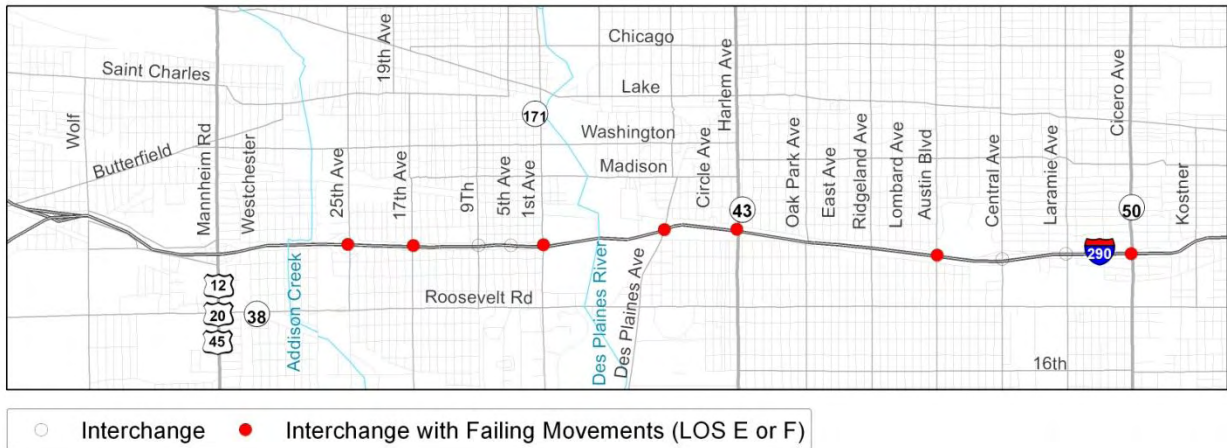 Chicago
Saint Charles
19th Ave
Lake
171
Harlem Ave
Cicero Ave
Wolf
Butterfield
Mannheim Rd
Westchester
Washington
Madison
25th Ave
17th Ave
9Th
5th Ave
1st Ave
Circle Ave
43
Oak Park Ave
East Ave
Ridgeland Ave
Lombard Ave
Austin Blvd
Central Ave
Laramie Ave
50
Kostner
290
12
20
45
38
Addison Creek
Roosevelt Rd
Des Plaines River
Des Plaines Ave
16th
Interchange
Interchange with Failing Movements (LOS E or F)